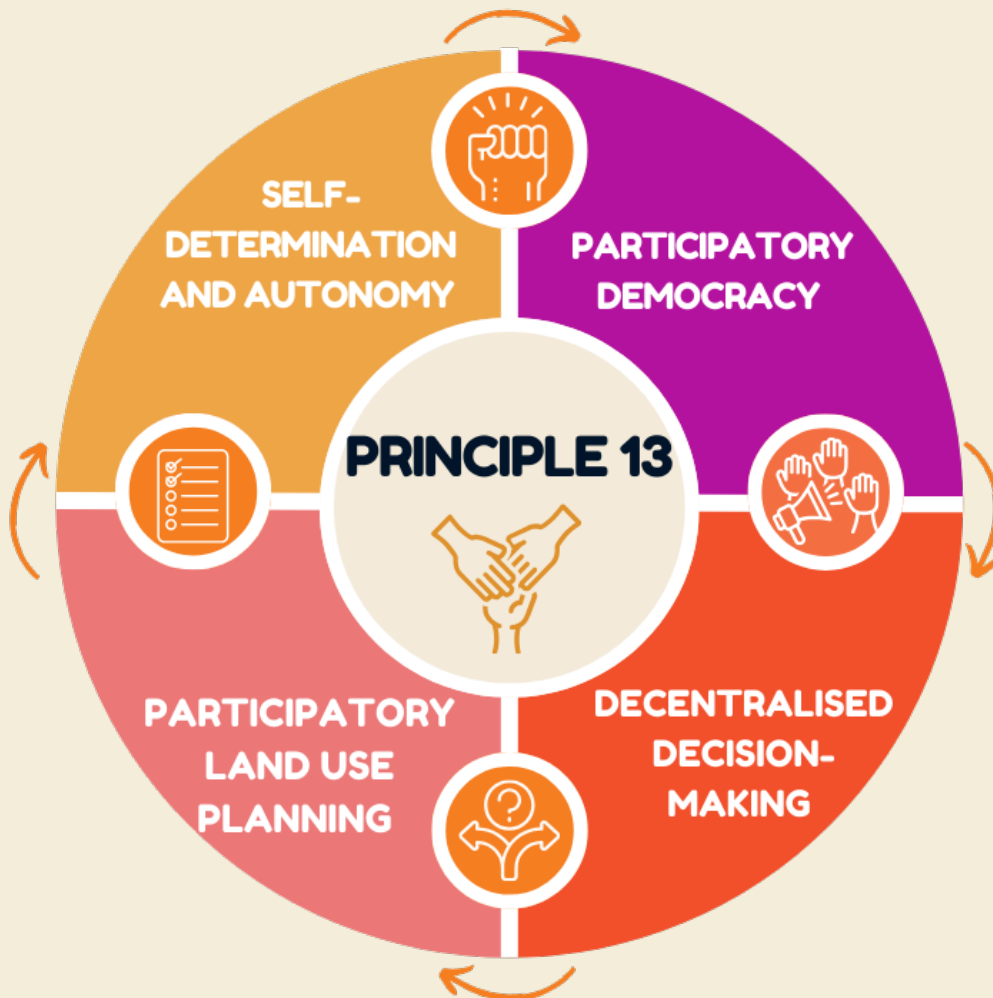 SELF-
DETERMINATION
AND AUTONOMY
PARTICIPATORY
DEMOCRACY
PRINCIPLE 13
PARTICIPATORY
LAND USE
PLANNING
DECENTRALISED
DECISION-
MAKING
?